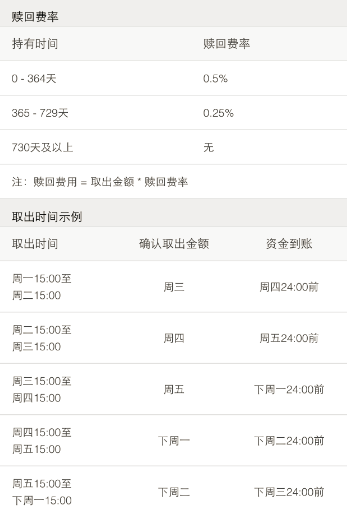 赎回费率
持有时间 赎回费率
0 - 364天 0.5%
365 - 729天 0.25%
730天及以上 无
注：赎回费用 = 取出金额 * 赎回费率
取出时间示例
取出时间 确认取出金额 资金到账
周一15:00至
周二15:00 周三 周四24:00前
周二15:00至
周三15:00 周四 周五24:00前
周三15:00至
周四15:00 周五 下周一24:00前
周四15:00至
周五15:00 下周一 下周二24:00前
周五15:00至
下周一15:00 下周二 下周三24:00前